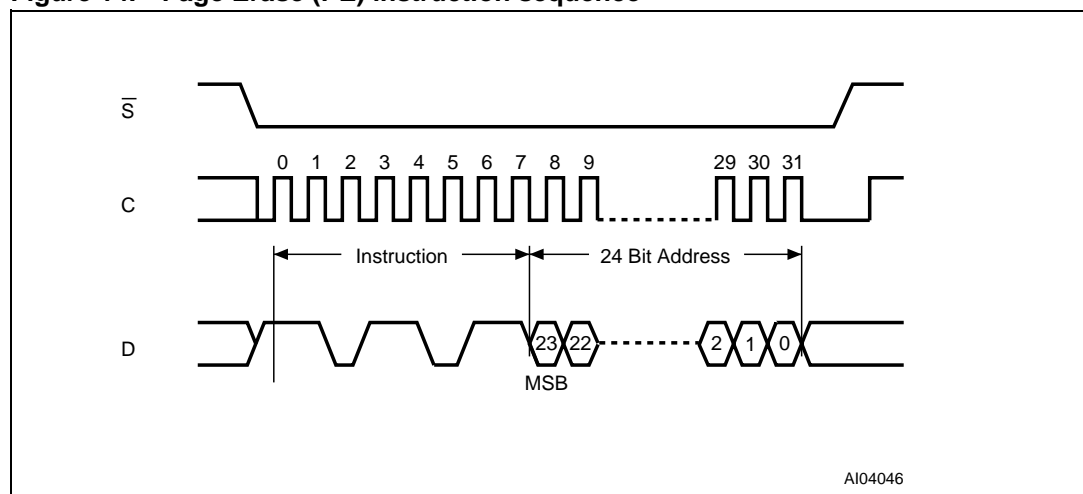 Figure 14. Page Erase (PE) instruction sequence
S
0 1 2 3 4 5 6 7 8 9 29 30 31
C
Instruction 24 Bit Address
D
23 22 2 1 0
MSB
AI04046